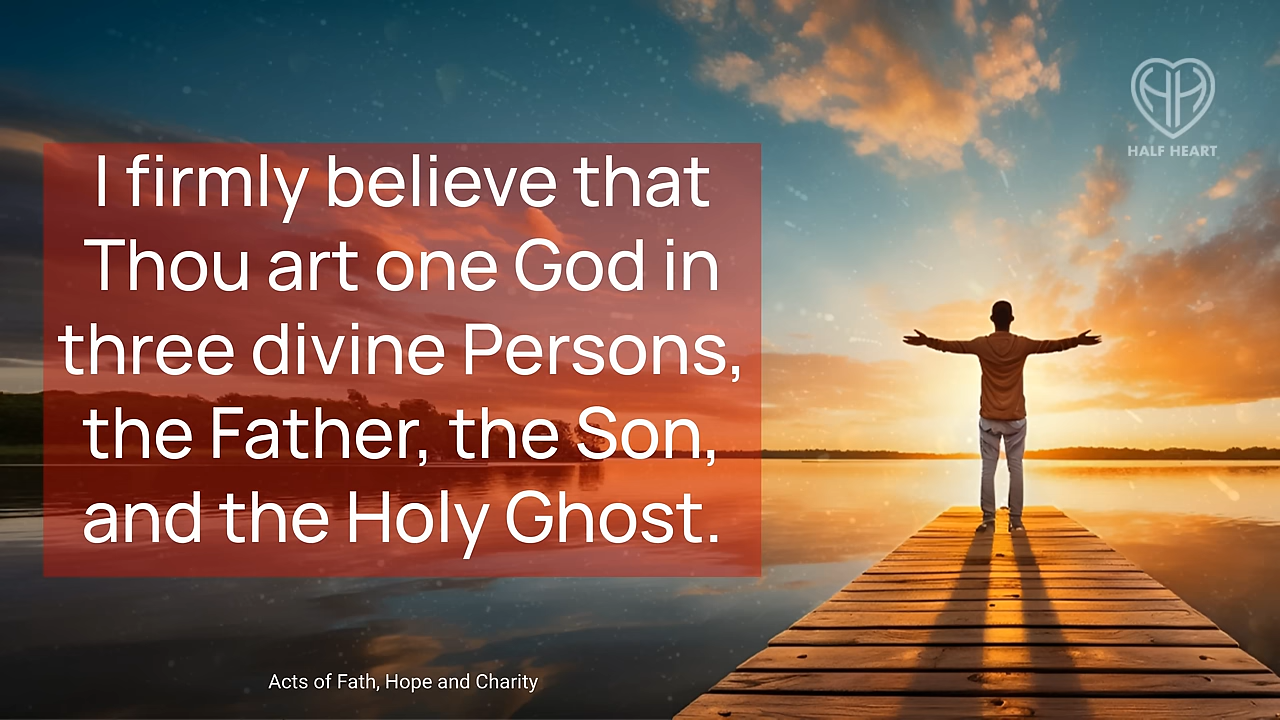 I firmly believe that
Thou art one God in
three divine Persons,
the Father, the Son,
and the Holy Ghost.
HALF HEART
Acts of Fath, Hope and Charity